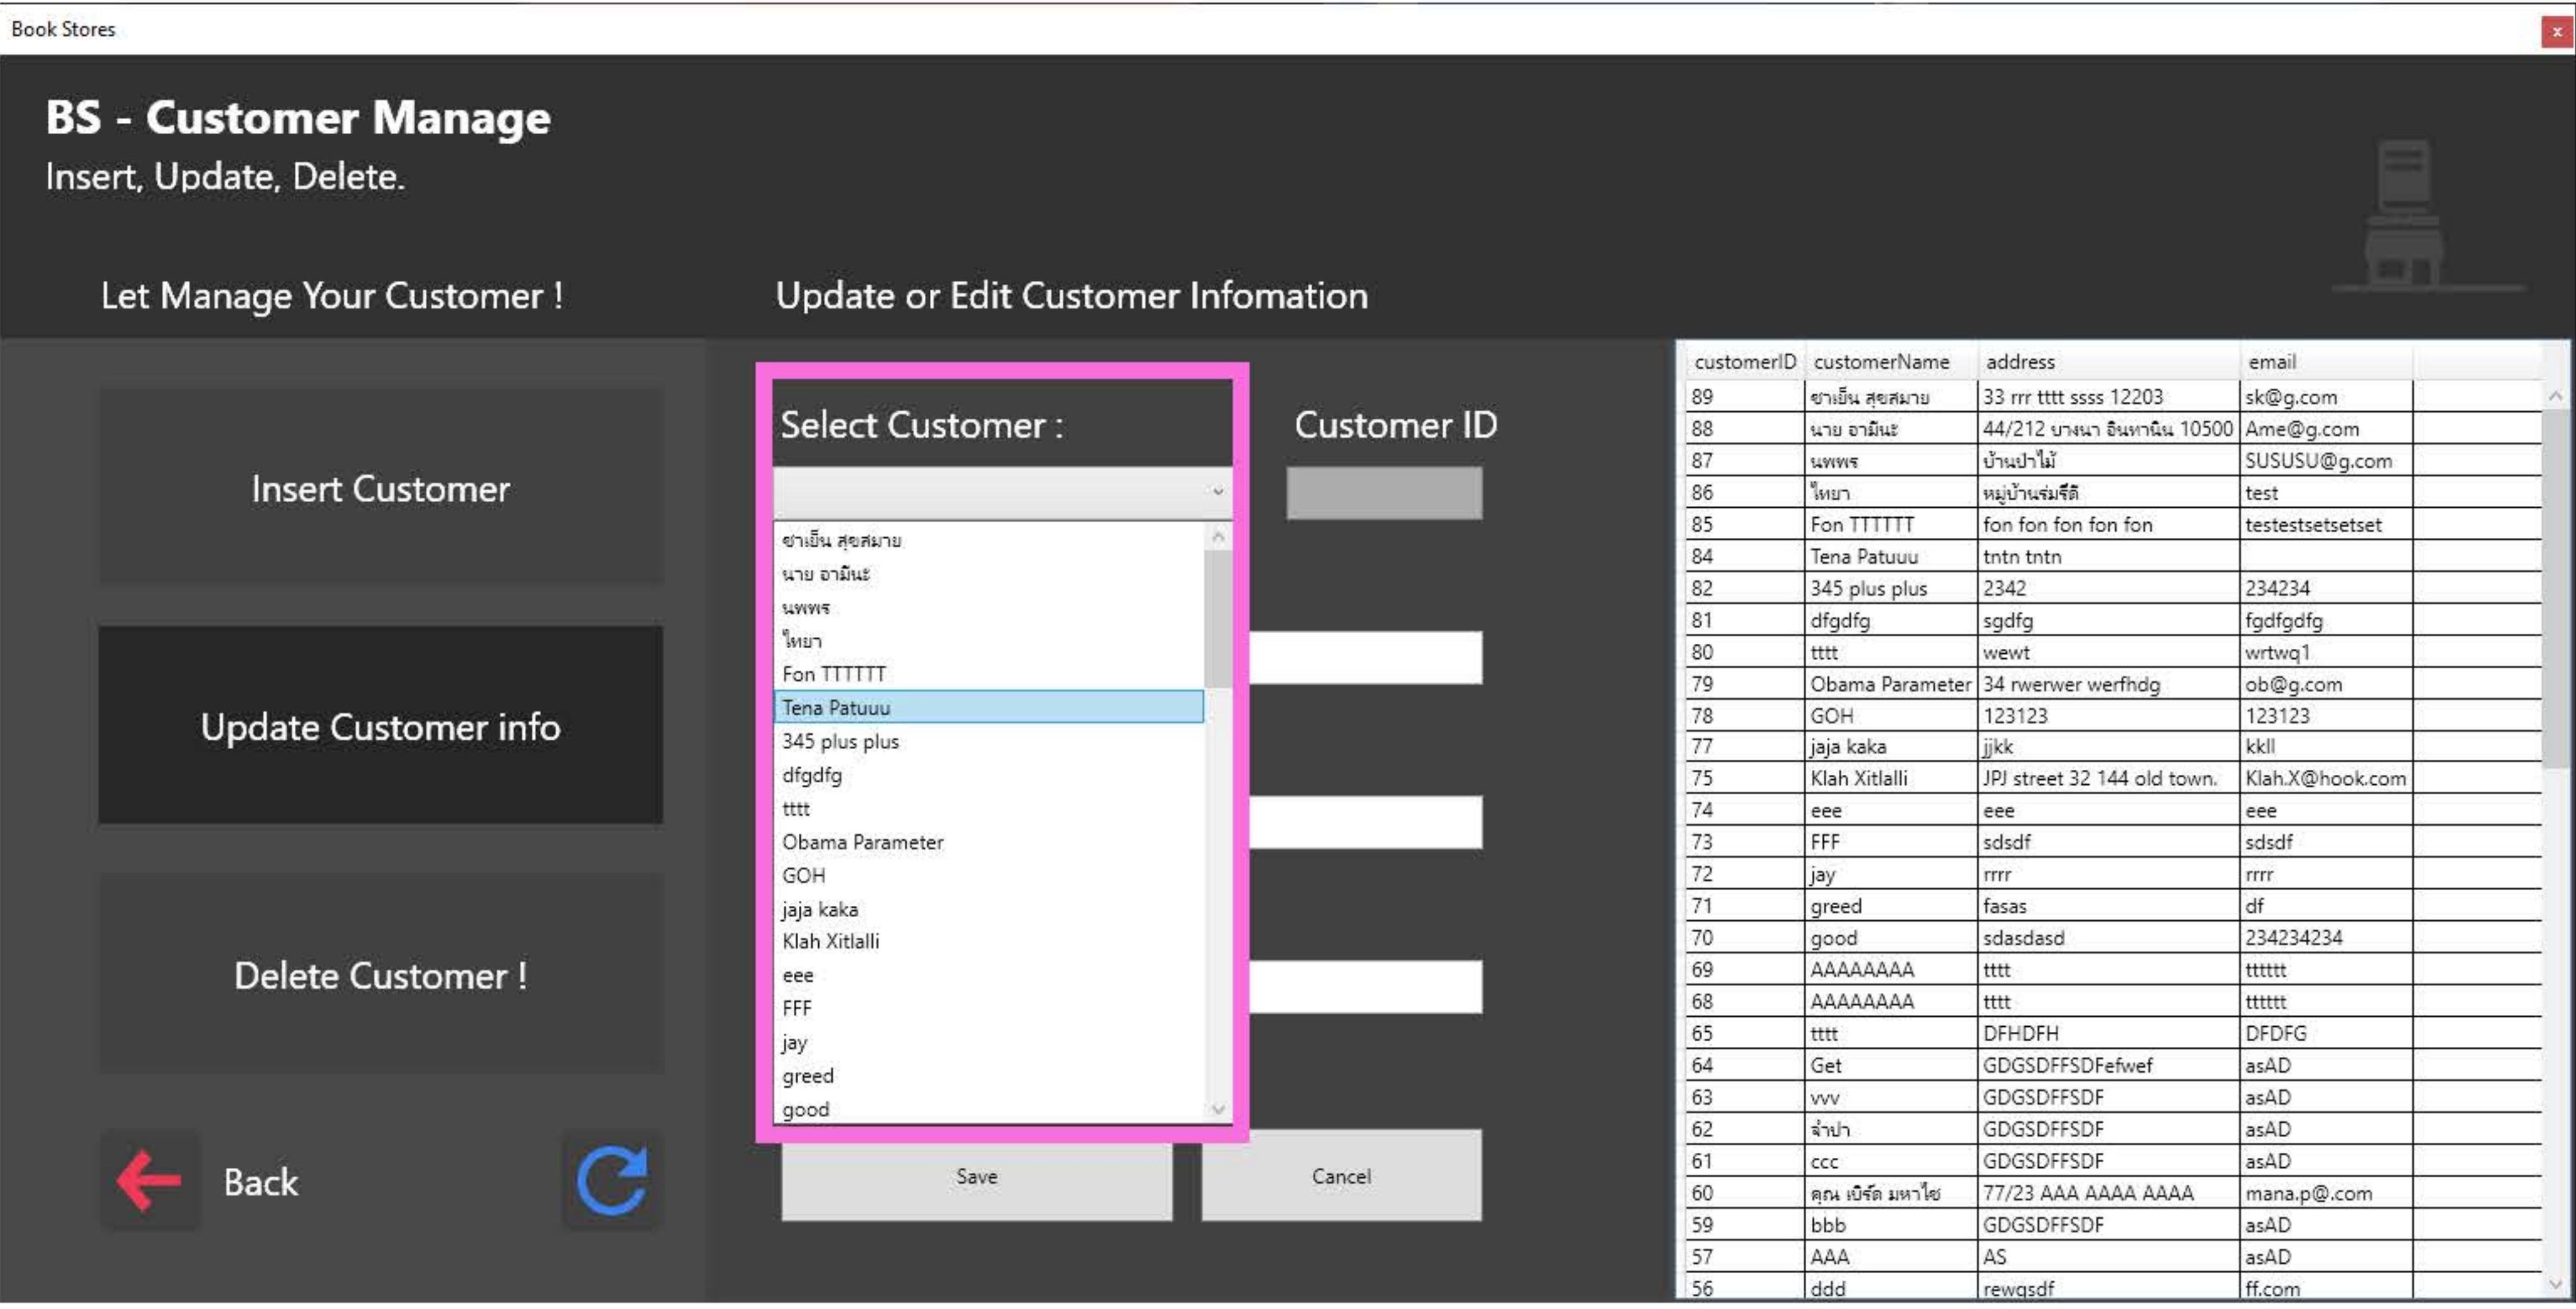 Book Stores
x
BS - Customer Manage
Insert, Update, Delete.
Let Manage Your Customer !
Update or Edit Customer Infomation
Insert Customer
Update Customer info
Delete Customer !
Back
Select Customer :
Customer ID
ชาเย็น สุขสมาย
นาย อามีนะ
นพพร
ไทยา
Fon TTTTTT
Tena Patuuu
345 plus plus
dfgdfg
tttt
Obama Parameter
GOH
jaja kaka
Klah Xitlalli
eee
FFF
jay
greed
good
Save
Cancel
customerID customerName address email
89 ชาเย็น สุขสมาย 33 rrr tttt ssss 12203 sk@g.com
88 นาย อามีนะ 44/212 บางนา อินทานิน 10500 Ame@g.com
87 นพพร บ้านป่าไม้ SUSUSU@g.com
86 ไทยา หมู่บ้านร่มรีดี test
85 Fon TTTTTT fon fon fon fon fon testestsetsetset
84 Tena Patuuu tntn tntn
82 345 plus plus 2342 234234
81 dfgdfg sgdfg fgdfgdfg
80 tttt wewt wrtwq1
79 Obama Parameter 34 rwerwer werfhdg ob@g.com
78 GOH 123123 123123
77 jaja kaka jjkk kkll
75 Klah Xitlalli JPJ street 32 144 old town. Klah.X@hook.com
74 eee eee eee
73 FFF sdsdf sdsdf
72 jay rrrr rrrr
71 greed fasas df
70 good sdasdasd 234234234
69 AAAAAAAA tttt tttttt
68 AAAAAAAA tttt tttttt
65 tttt DFHDFH DFDFG
64 Get GDGSDFFSDFefwef asAD
63 vvv GDGSDFFSDF asAD
62 จำปา GDGSDFFSDF asAD
61 ccc GDGSDFFSDF asAD
60 คุณ เบิร์ด มหาไช 77/23 AAA AAAA AAAA mana.p@.com
59 bbb GDGSDFFSDF asAD
57 AAA AS asAD
56 ddd rewqsdf ff.com